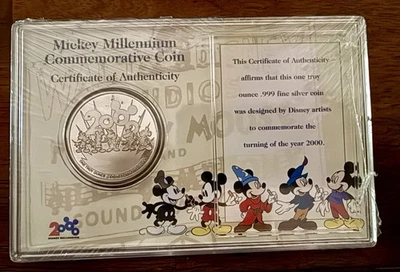 Mickey Millennium
Commemorative Coin
Certificate of Authenticity
This Certificate of Authenticity
affirms that this one troy
ounce .999 fine silver coin
was designed by Disney artists
to commemorate the
turning of the year 2000.
SOUND